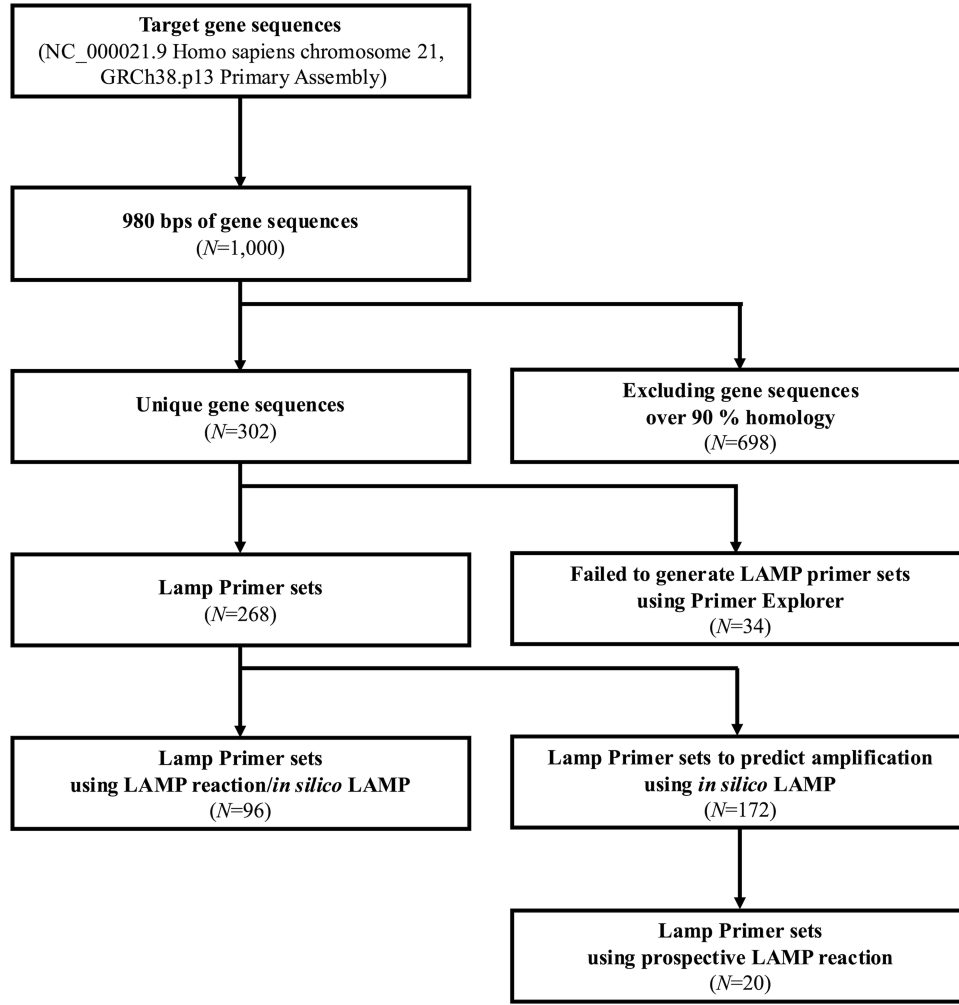 Target gene sequences
(NC_000021.9 Homo sapiens chromosome 21,
GRCh38.p13 Primary Assembly)
980 bps of gene sequences
(N=1,000)
Unique gene sequences
(N=302)
Excluding gene sequences
over 90 % homology
(N=698)
Lamp Primer sets
(N=268)
Failed to generate LAMP primer sets
using Primer Explorer
(N=34)
Lamp Primer sets
using LAMP reaction/in silico LAMP
(N=96)
Lamp Primer sets to predict amplification
using in silico LAMP
(N=172)
Lamp Primer sets
using prospective LAMP reaction
(N=20)